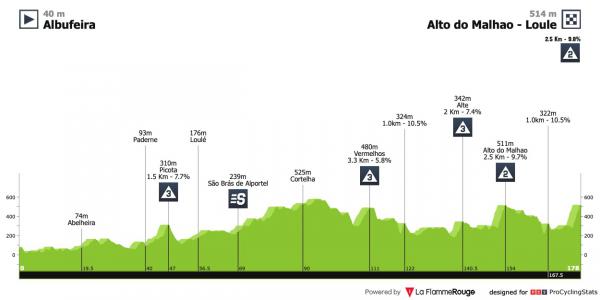 40 m
Albufeira
514 m
Alto do Malhao - Loule
2.5 Km - 9.8%
2
342m
Alte
2 Km - 7.4%
3
324m
1.0km - 10.5%
322m
1.0km - 10.5%
93m
Paderne
176m
Loulé
480m
Vermelhos
3.3 Km - 5.8%
3
511m
Alto do Malhao
2.5 Km - 9.7%
2
310m
Picota
1.5 Km - 7.7%
3
239m
São Brás de Alportel
S
525m
Cortelha
74m
Abelheira
600
400
200
0
600
400
200
0
0
178
19.5
40
47
56.5
69
90
111
122
140.5
154
167.5
Powered by La FlammeRouge designed for PCS ProCyclingStats